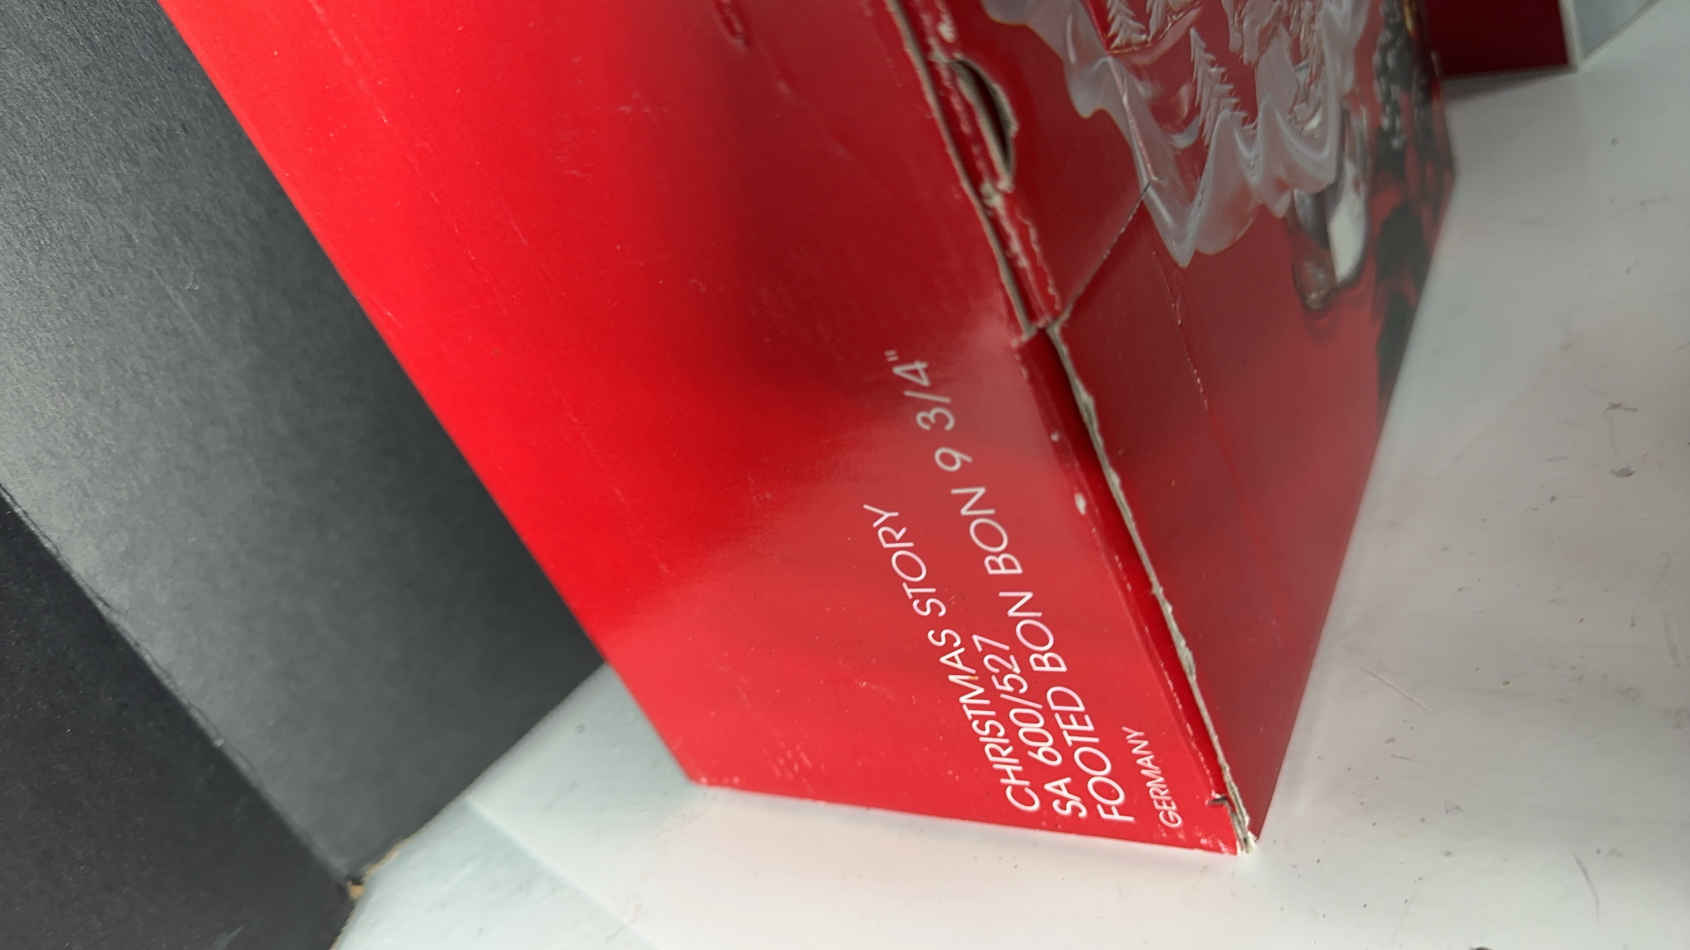 CHRISTMAS STORY
SA 600/527
FOOTED BON BON 9 3/4"
GERMANY